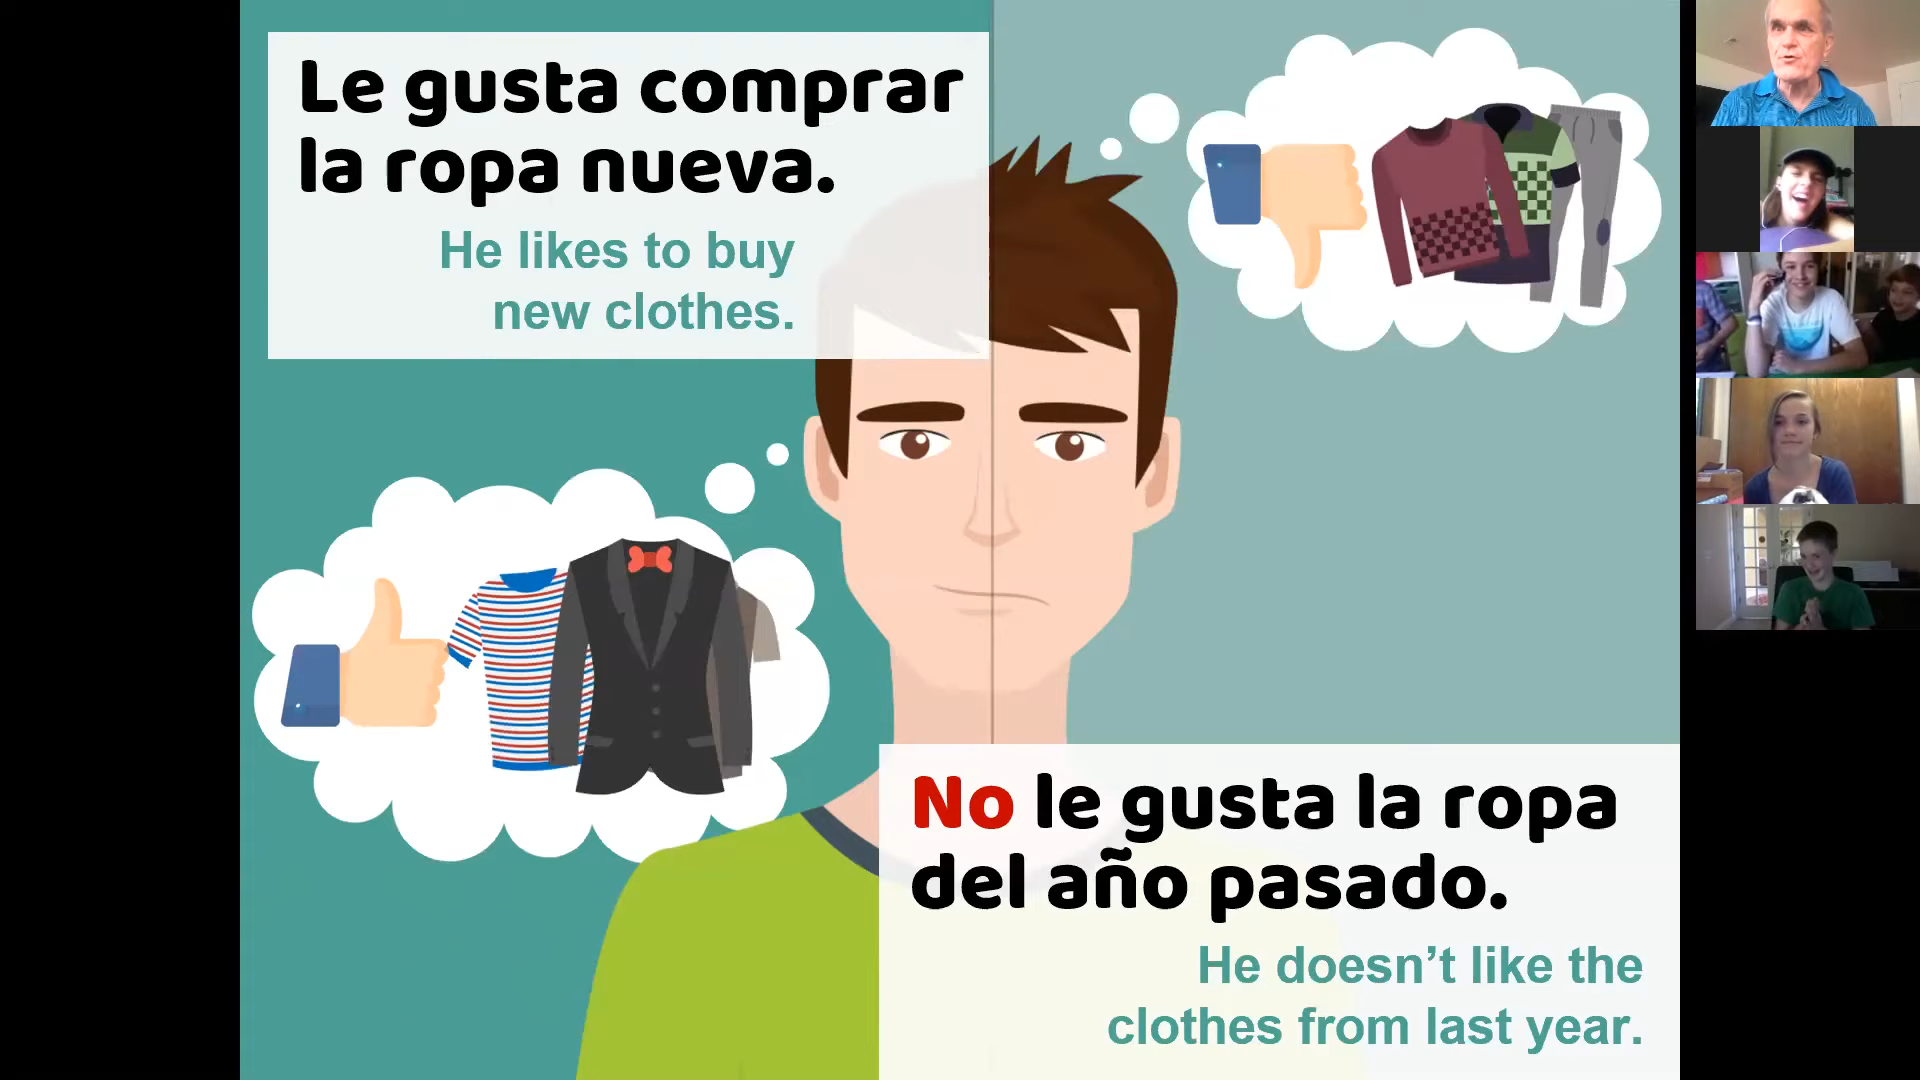 Le gusta comprar
la ropa nueva.
He likes to buy
new clothes.
No le gusta la ropa
del año pasado.
He doesn’t like the
clothes from last year.